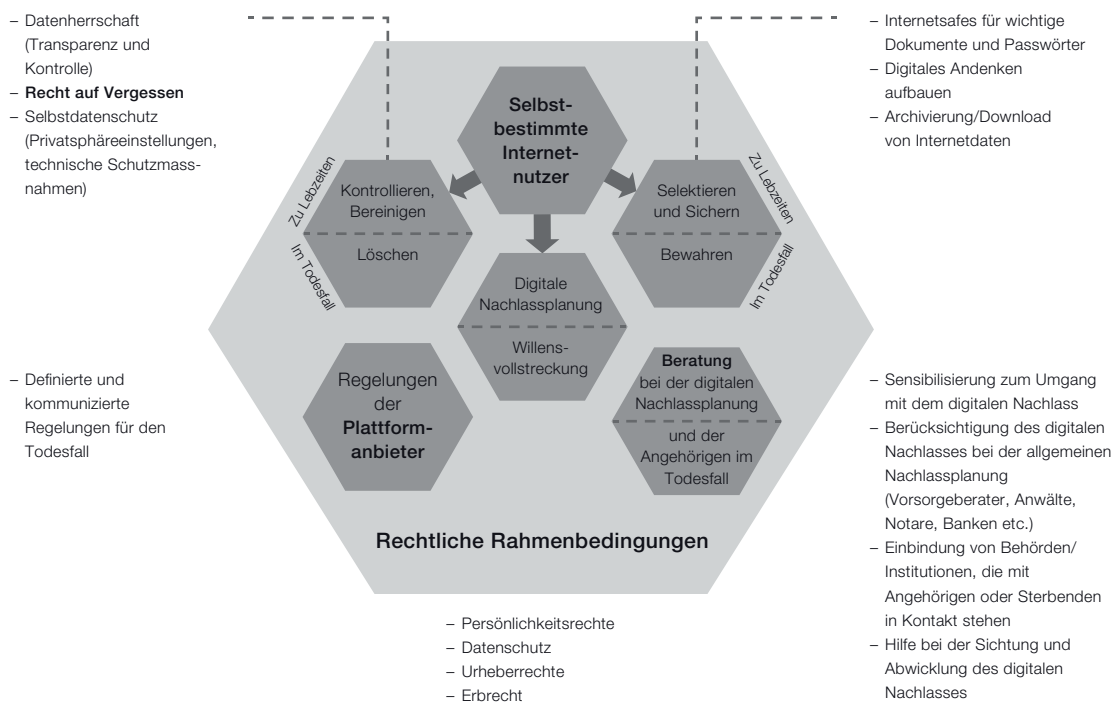 – Datenherrschaft
(Transparenz und
Kontrolle)
– Recht auf Vergessen
– Selbstdatenschutz
(Privatsphäreeinstellungen,
technische Schutzmass-
nahmen)
– Internetsafes für wichtige
Dokumente und Passwörter
– Digitales Andenken
aufbauen
– Archivierung/Download
von Internetdaten
Selbst-
bestimmte
Internet-
nutzer
Zu Lebzeiten
Im Todesfall
Kontrollieren,
Bereinigen
Löschen
Selektieren
und Sichern
Bewahren
Zu Lebzeiten
Im Todesfall
Digitale
Nachlassplanung
Willens-
vollstreckung
Regelungen
der
Plattform-
anbieter
Beratung
bei der digitalen
Nachlassplanung
und der
Angehörigen im
Todesfall
Rechtliche Rahmenbedingungen
– Definierte und
kommunizierte
Regelungen für den
Todesfall
– Sensibilisierung zum Umgang
mit dem digitalen Nachlass
– Berücksichtigung des digitalen
Nachlasses bei der allgemeinen
Nachlassplanung
(Vorsorgeberater, Anwälte,
Notare, Banken etc.)
– Einbindung von Behörden/
Institutionen, die mit
Angehörigen oder Sterbenden
in Kontakt stehen
– Hilfe bei der Sichtung und
Abwicklung des digitalen
Nachlasses
– Persönlichkeitsrechte
– Datenschutz
– Urheberrechte
– Erbrecht